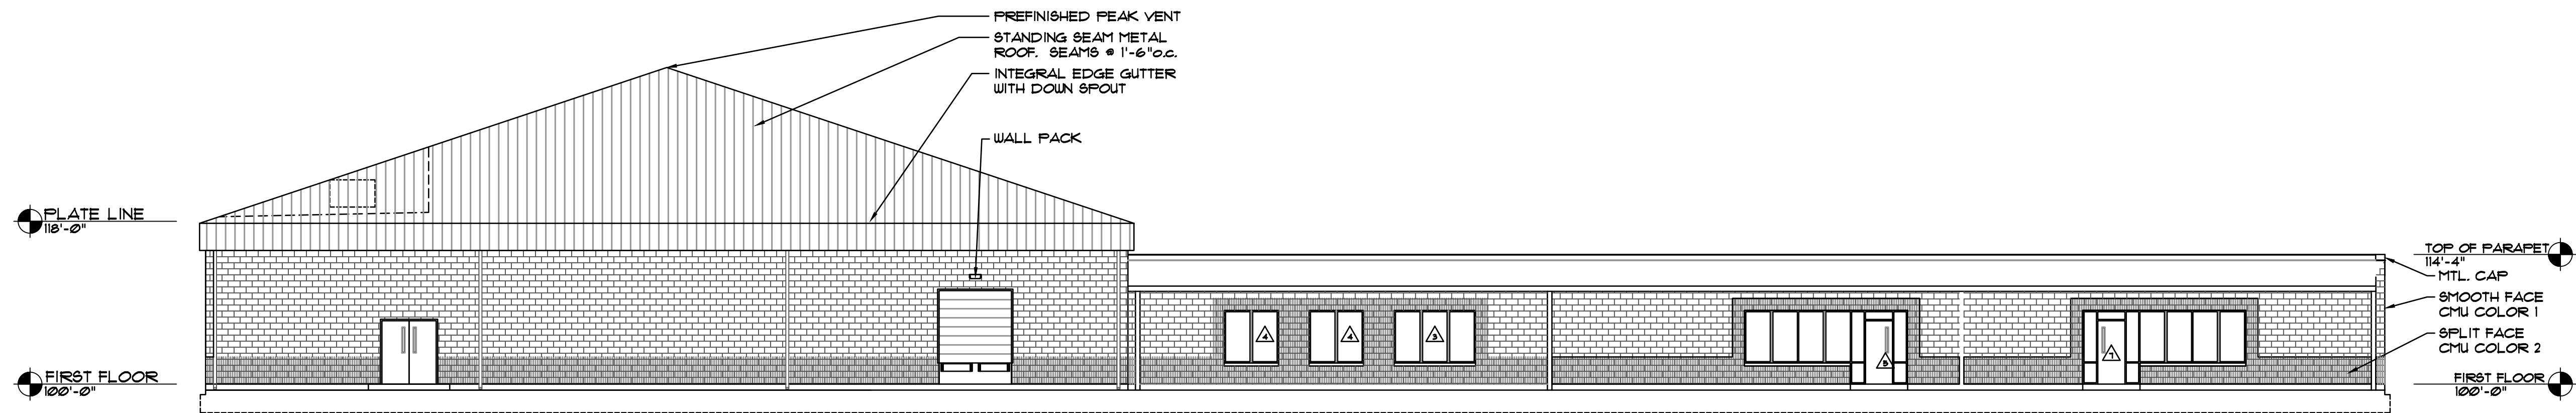 PREFINISHED PEAK VENT
STANDING SEAM METAL
ROOF. SEAMS @ 1'-6"o.c.
INTEGRAL EDGE GUTTER
WITH DOWN SPOUT
WALL PACK
PLATE LINE
118'-0"
FIRST FLOOR
100'-0"
4
4
3
5
7
TOP OF PARAPET
114'-4"
MTL. CAP
SMOOTH FACE
CMU COLOR 1
SPLIT FACE
CMU COLOR 2
FIRST FLOOR
100'-0"